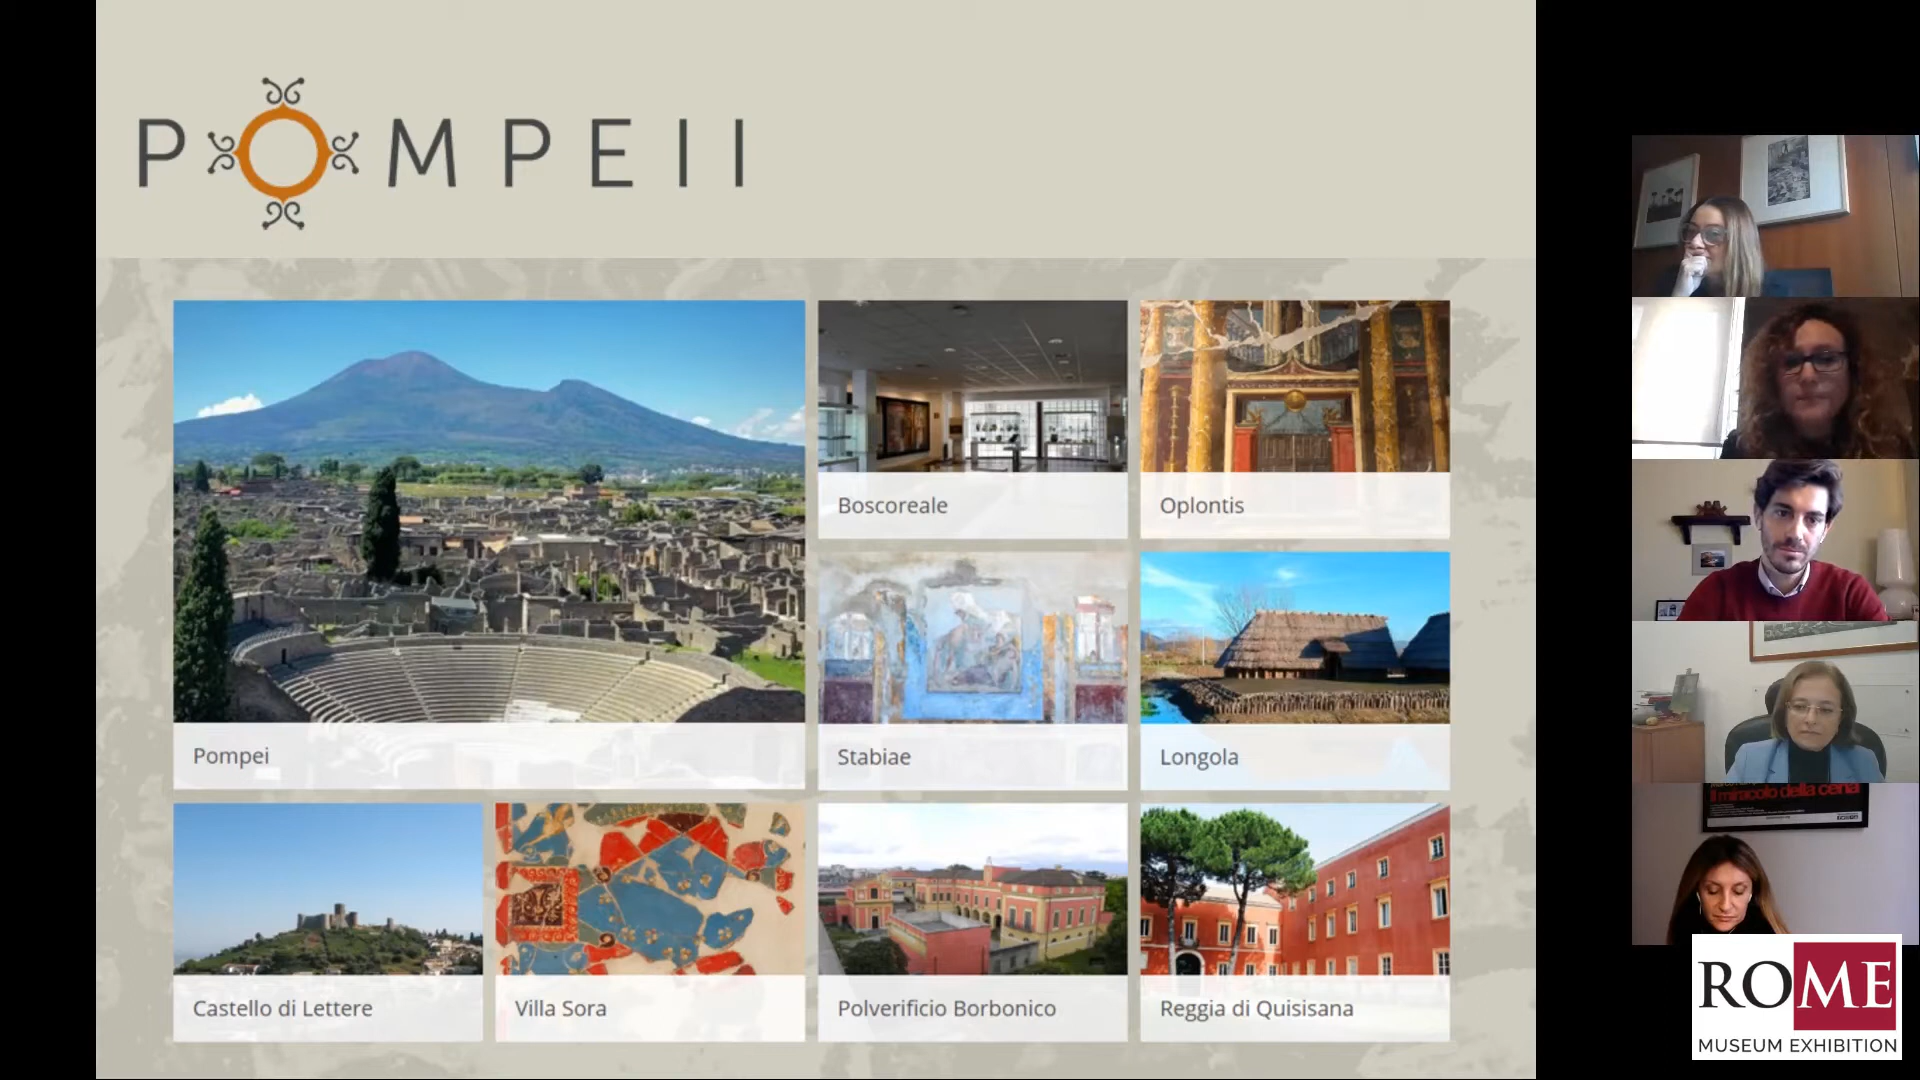 POMPEII
Boscoreale
Oplontis
Pompei
Stabiae
Longola
Castello di Lettere
Villa Sora
Polverificio Borbonico
Reggia di Quisisana
il miracolo della cena
ROME
MUSEUM EXHIBITION